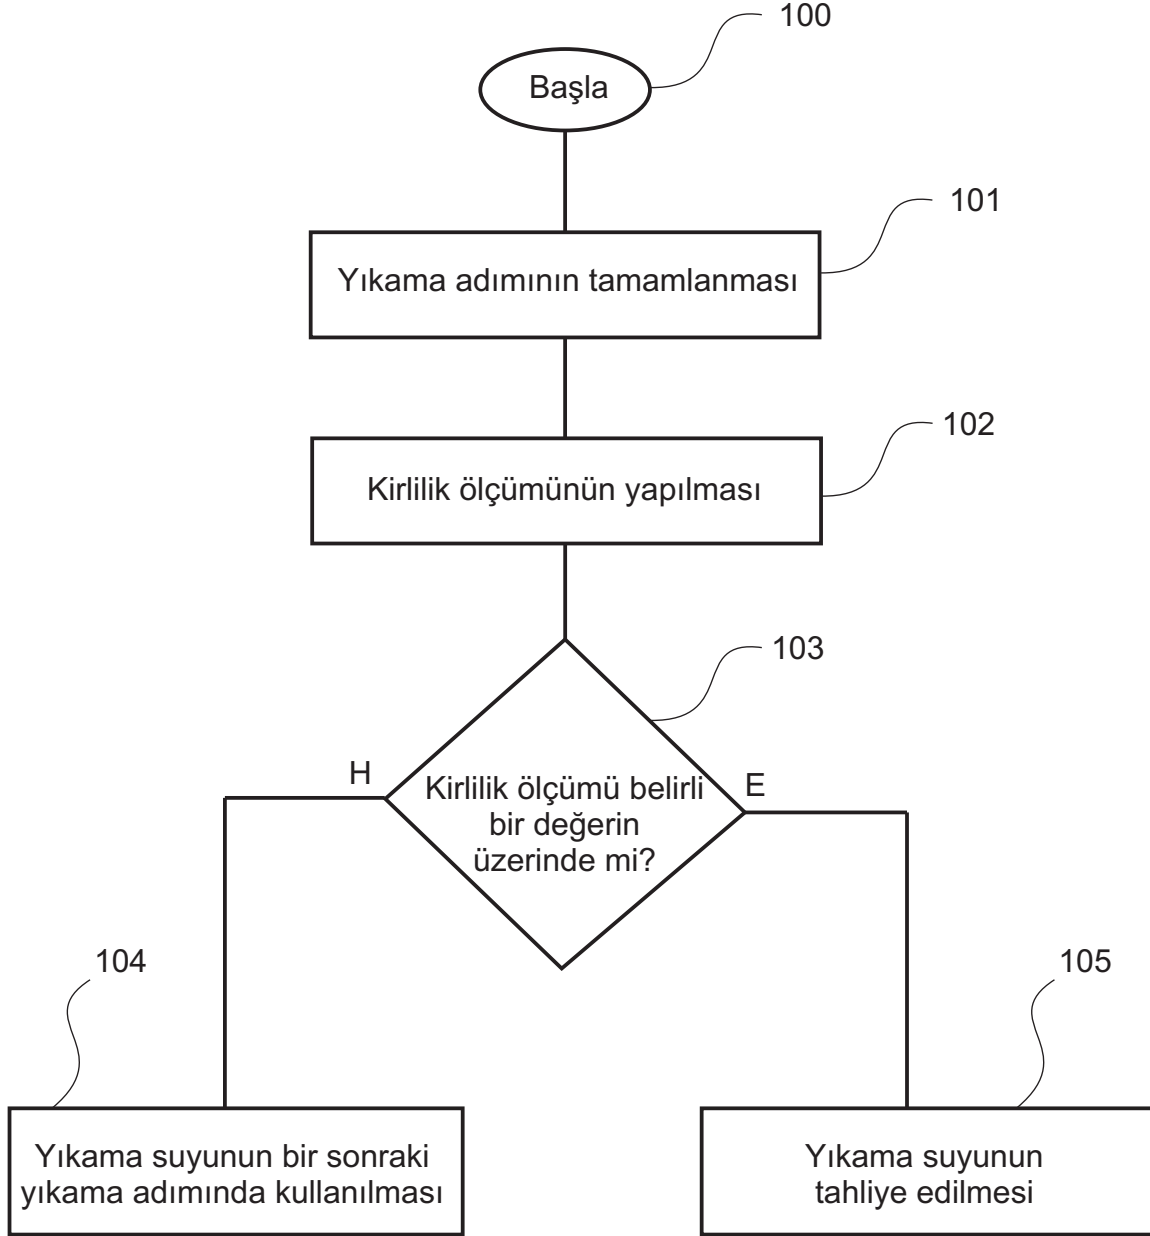 100
Başla
101
Yıkama adımının tamamlanması
102
Kirlilik ölçümünün yapılması
103
H
E
Kirlilik ölçümü belirli
bir değerin
üzerinde mi?
104
105
Yıkama suyunun bir sonraki
yıkama adımında kullanılması
Yıkama suyunun
tahliye edilmesi